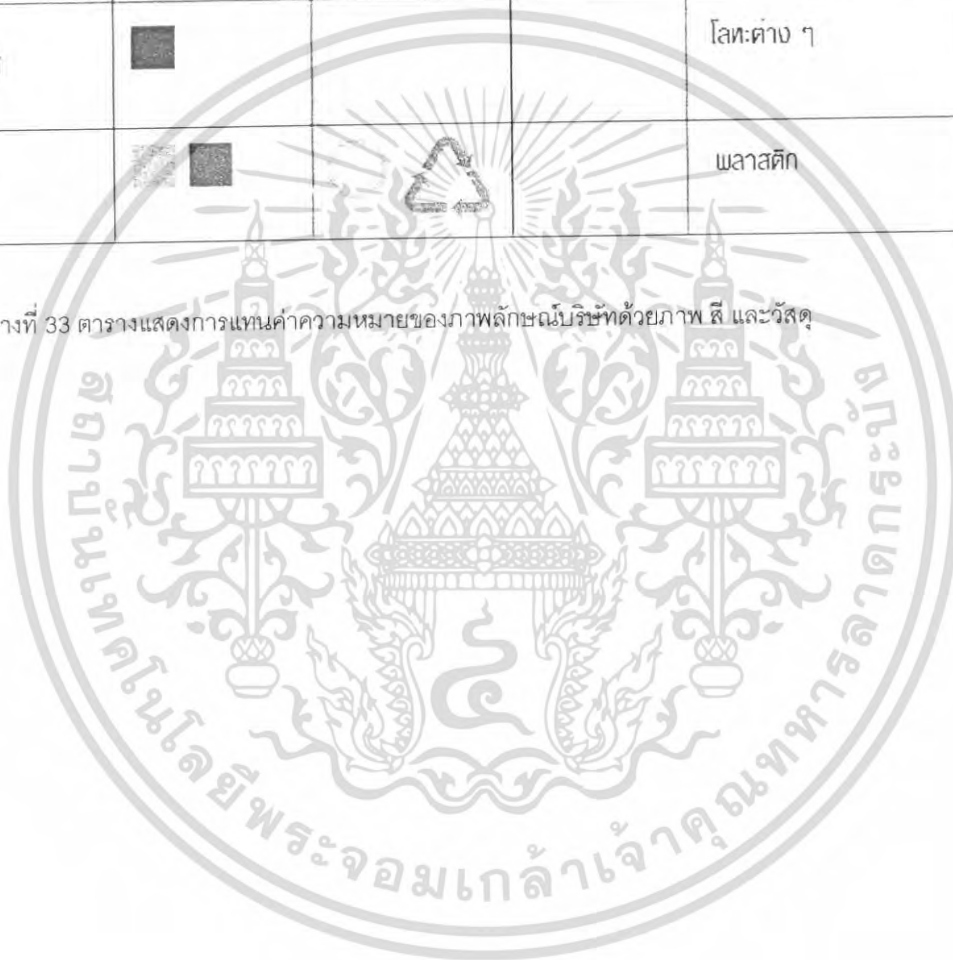 โลหะต่าง ๆ
พลาสติก
างที่ 33 ตารางแสดงการแทนค่าความหมายของภาพลักษณ์บริษัทด้วยภาพ สี และวัสดุ
สถาบันเทคโนโลยีพระจอมเกล้าเจ้าคุณทหารลาดกระบัง